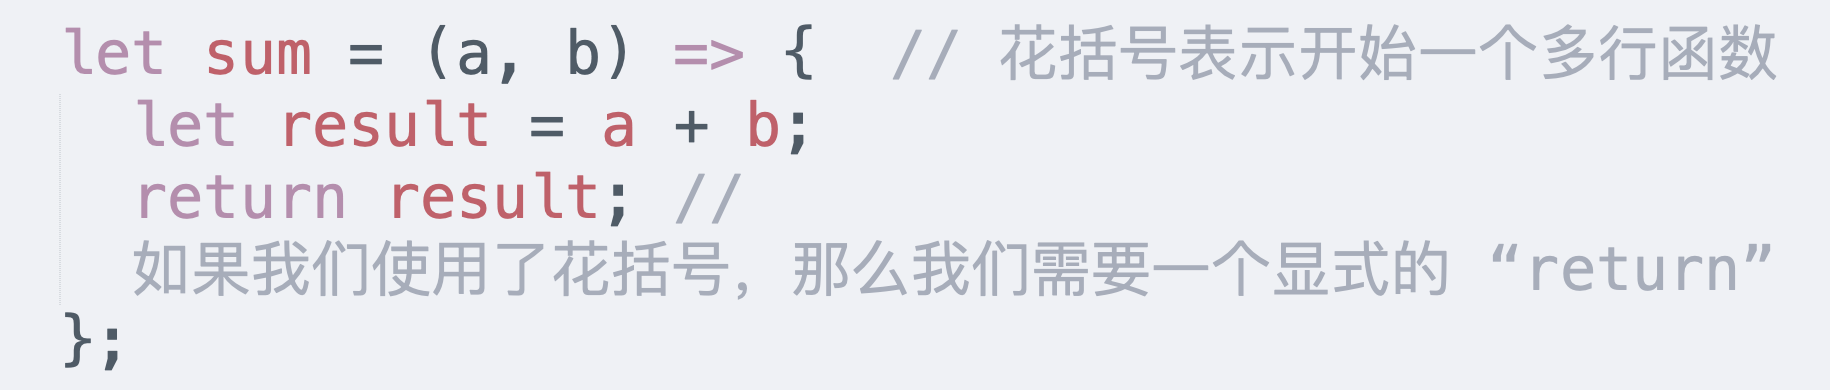 let sum = (a, b) => {  // 花括号表示开始一个多行函数
  let result = a + b;
  return result; //
  如果我们使用了花括号，那么我们需要一个显式的 “return”
};